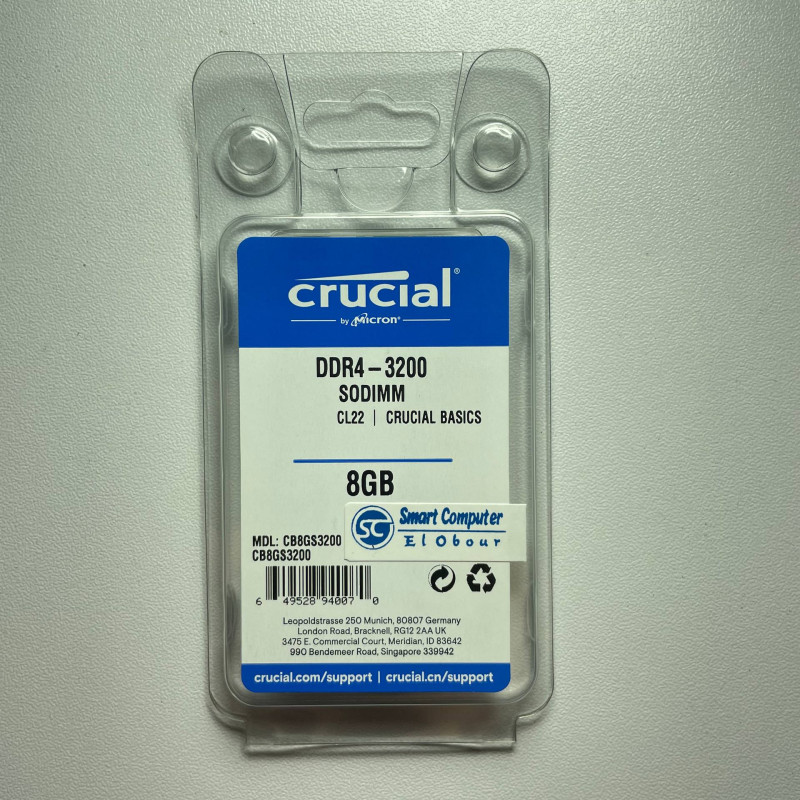 crucial®
by Micron®
DDR4-3200
SODIMM
CL22 | CRUCIAL BASICS
8GB
SC Smart Computer
El Obour
MDL: CB8GS3200
CB8GS3200
6 49528 94007 0
Leopoldstrasse 250 Munich, 80807 Germany
London Road, Bracknell, RG12 2AA UK
3475 E. Commercial Court, Meridian, ID 83642
990 Bendemeer Road, Singapore 339942
crucial.com/support | crucial.cn/support